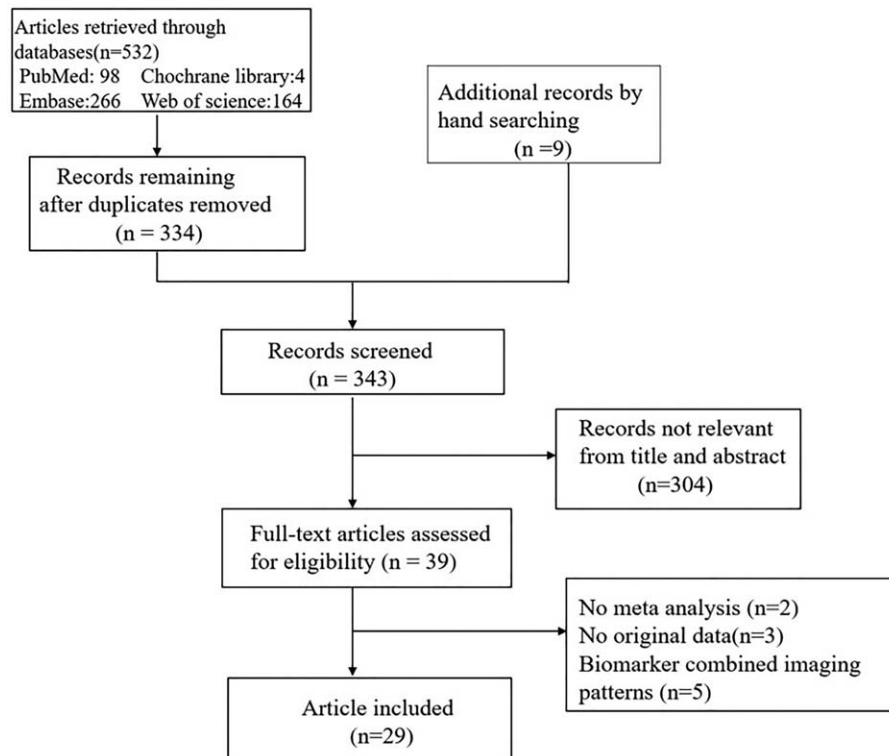 Articles retrieved through
databases(n=532)
PubMed: 98 Chochrane library:4
Embase:266 Web of science:164
Additional records by
hand searching
(n =9)
Records remaining
after duplicates removed
(n = 334)
Records screened
(n = 343)
Records not relevant
from title and abstract
(n=304)
Full-text articles assessed
for eligibility (n = 39)
No meta analysis (n=2)
No original data(n=3)
Biomarker combined imaging
patterns (n=5)
Article included
(n=29)